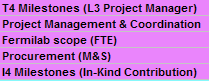 T4 Milestones (L3 Project Manager)
Project Management & Coordination
Fermilab scope (FTE)
Procurement (M&S)
I4 Milestones (In-Kind Contribution)